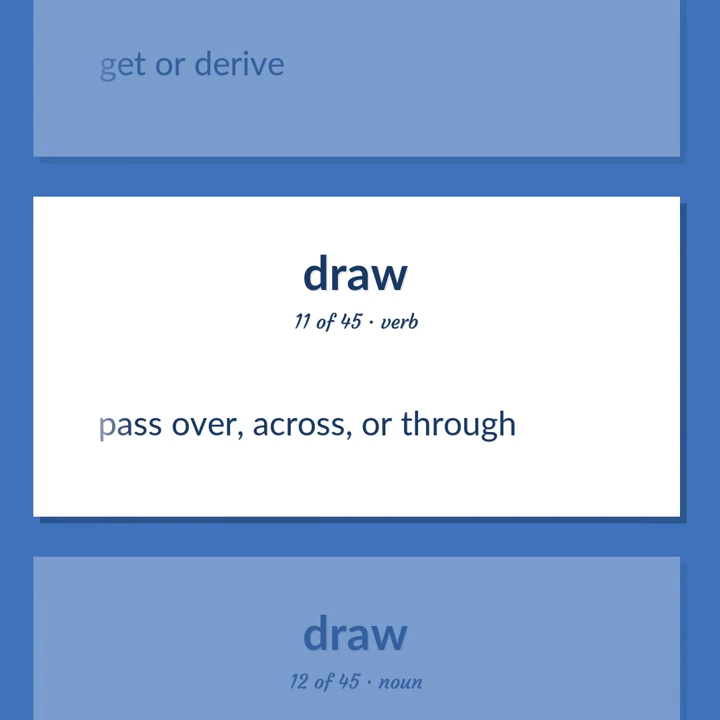 get or derive
draw
11 of 45 · verb
pass over, across, or through
draw
12 of 45 · noun